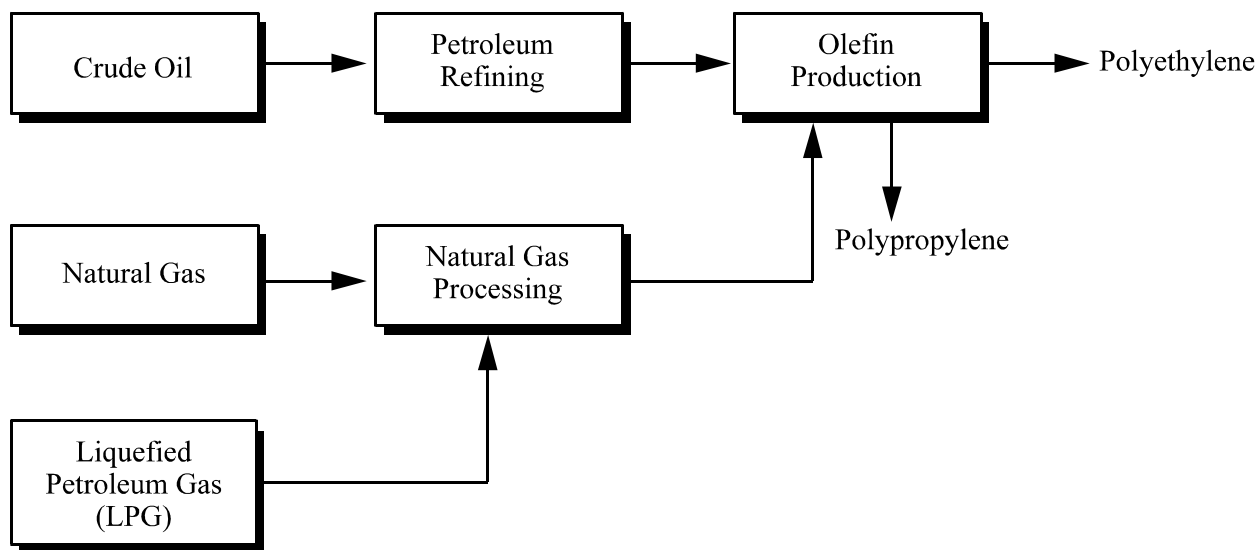 Crude Oil
Petroleum
Refining
Olefin
Production
Polyethylene
Polypropylene
Natural Gas
Natural Gas
Processing
Liquefied
Petroleum Gas
(LPG)